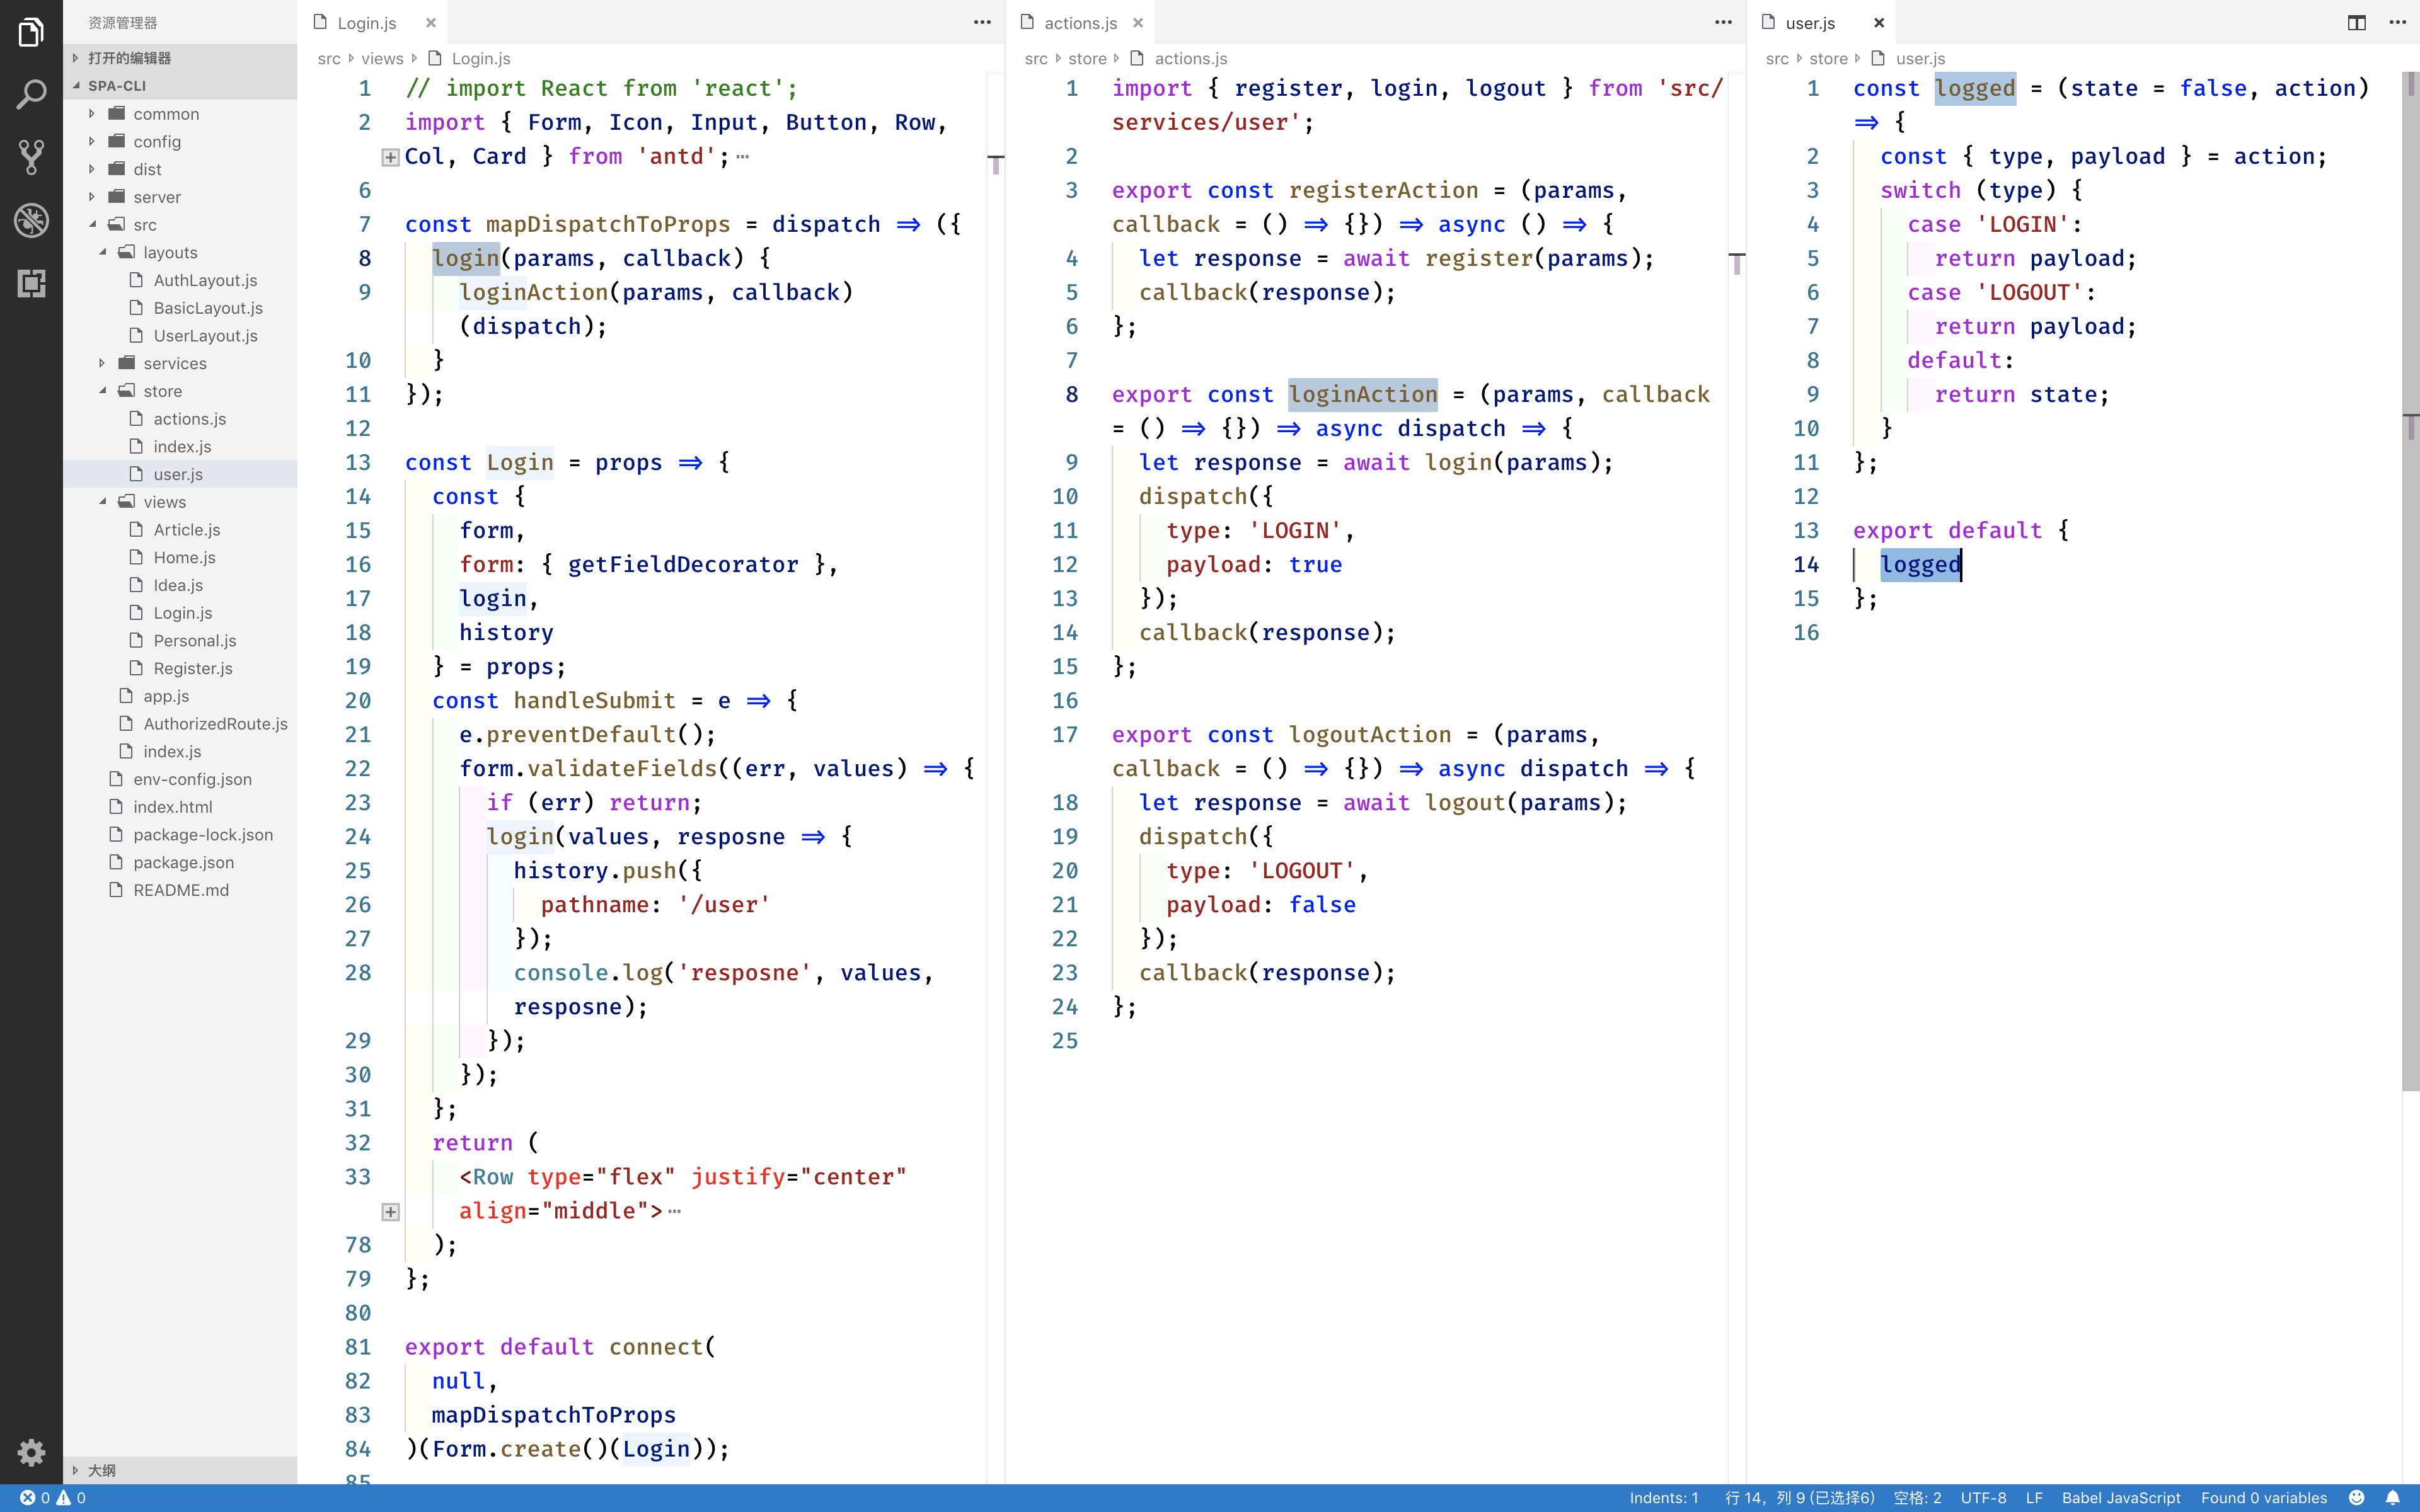 资源管理器
打开的编辑器
SPA-CLI
common
config
dist
server
src
layouts
AuthLayout.js
BasicLayout.js
UserLayout.js
services
store
actions.js
index.js
user.js
views
Article.js
Home.js
Idea.js
Login.js
Personal.js
Register.js
app.js
AuthorizedRoute.js
index.js
env-config.json
index.html
package-lock.json
package.json
README.md
大纲
Login.js
src views Login.js
1 // import React from 'react';
2 import { Form, Icon, Input, Button, Row,
Col, Card } from 'antd';⋯
6
7 const mapDispatchToProps = dispatch => ({
8 login(params, callback) {
9 loginAction(params, callback)
(dispatch);
10 }
11 });
12
13 const Login = props => {
14 const {
15 form,
16 form: { getFieldDecorator },
17 login,
18 history
19 } = props;
20 const handleSubmit = e => {
21 e.preventDefault();
22 form.validateFields((err, values) => {
23 if (err) return;
24 login(values, resposne => {
25 history.push({
26 pathname: '/user'
27 });
28 console.log('resposne', values,
resposne);
29 });
30 });
31 };
32 return (
33 <Row type="flex" justify="center"
align="middle">⋯
78 );
79 };
80
81 export default connect(
82 null,
83 mapDispatchToProps
84 )(Form.create()(Login));
85
actions.js
src store actions.js
1 import { register, login, logout } from 'src/
services/user';
2
3 export const registerAction = (params,
callback = () => {}) => async () => {
4 let response = await register(params);
5 callback(response);
6 };
7
8 export const loginAction = (params, callback
= () => {}) => async dispatch => {
9 let response = await login(params);
10 dispatch({
11 type: 'LOGIN',
12 payload: true
13 });
14 callback(response);
15 };
16
17 export const logoutAction = (params,
callback = () => {}) => async dispatch => {
18 let response = await logout(params);
19 dispatch({
20 type: 'LOGOUT',
21 payload: false
22 });
23 callback(response);
24 };
25
user.js
src store user.js
1 const logged = (state = false, action)
=> {
2 const { type, payload } = action;
3 switch (type) {
4 case 'LOGIN':
5 return payload;
6 case 'LOGOUT':
7 return payload;
8 default:
9 return state;
10 }
11 };
12
13 export default {
14 logged
15 };
16
0 0 Indents: 1 行 14，列 9 (已选择6) 空格: 2 UTF-8 LF Babel JavaScript Found 0 variables